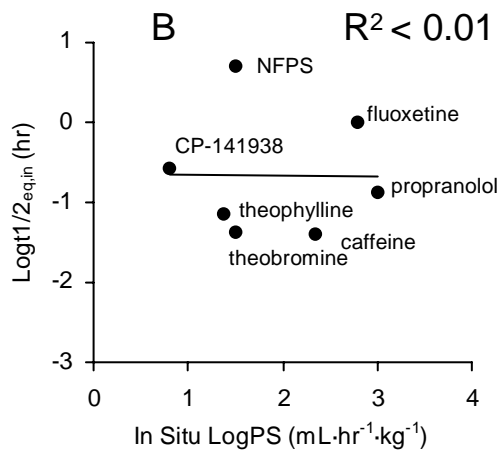 B
R² < 0.01
1
0
-1
-2
-3
Logt1/2eq,in (hr)
NFPS
fluoxetine
CP-141938
propranolol
theophylline
theobromine
caffeine
0
1
2
3
4
In Situ LogPS (mL·hr⁻¹·kg⁻¹)